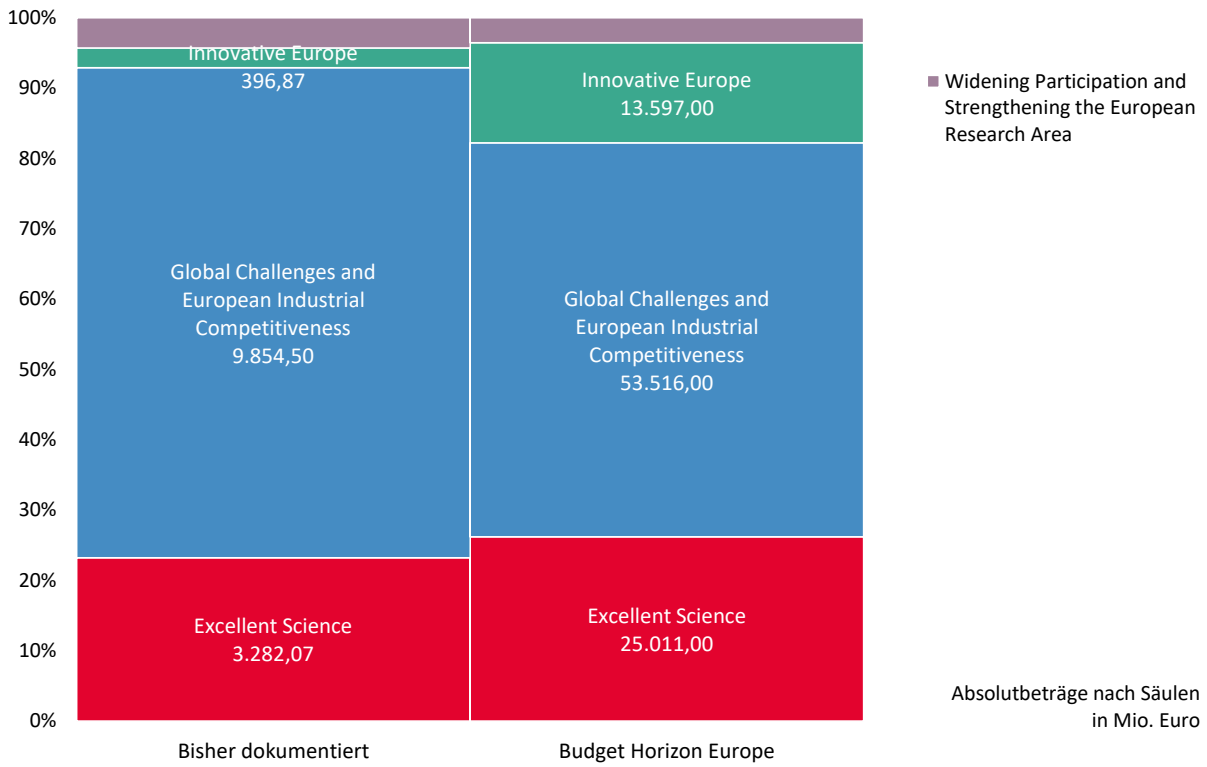 100%
90%
80%
70%
60%
50%
40%
30%
20%
10%
0%
Innovative Europe
396,87
Global Challenges and
European Industrial
Competitiveness
9.854,50
Excellent Science
3.282,07
Innovative Europe
13.597,00
Global Challenges and
European Industrial
Competitiveness
53.516,00
Excellent Science
25.011,00
Bisher dokumentiert
Budget Horizon Europe
Widening Participation and
Strengthening the European
Research Area
Absolutbeträge nach Säulen
in Mio. Euro